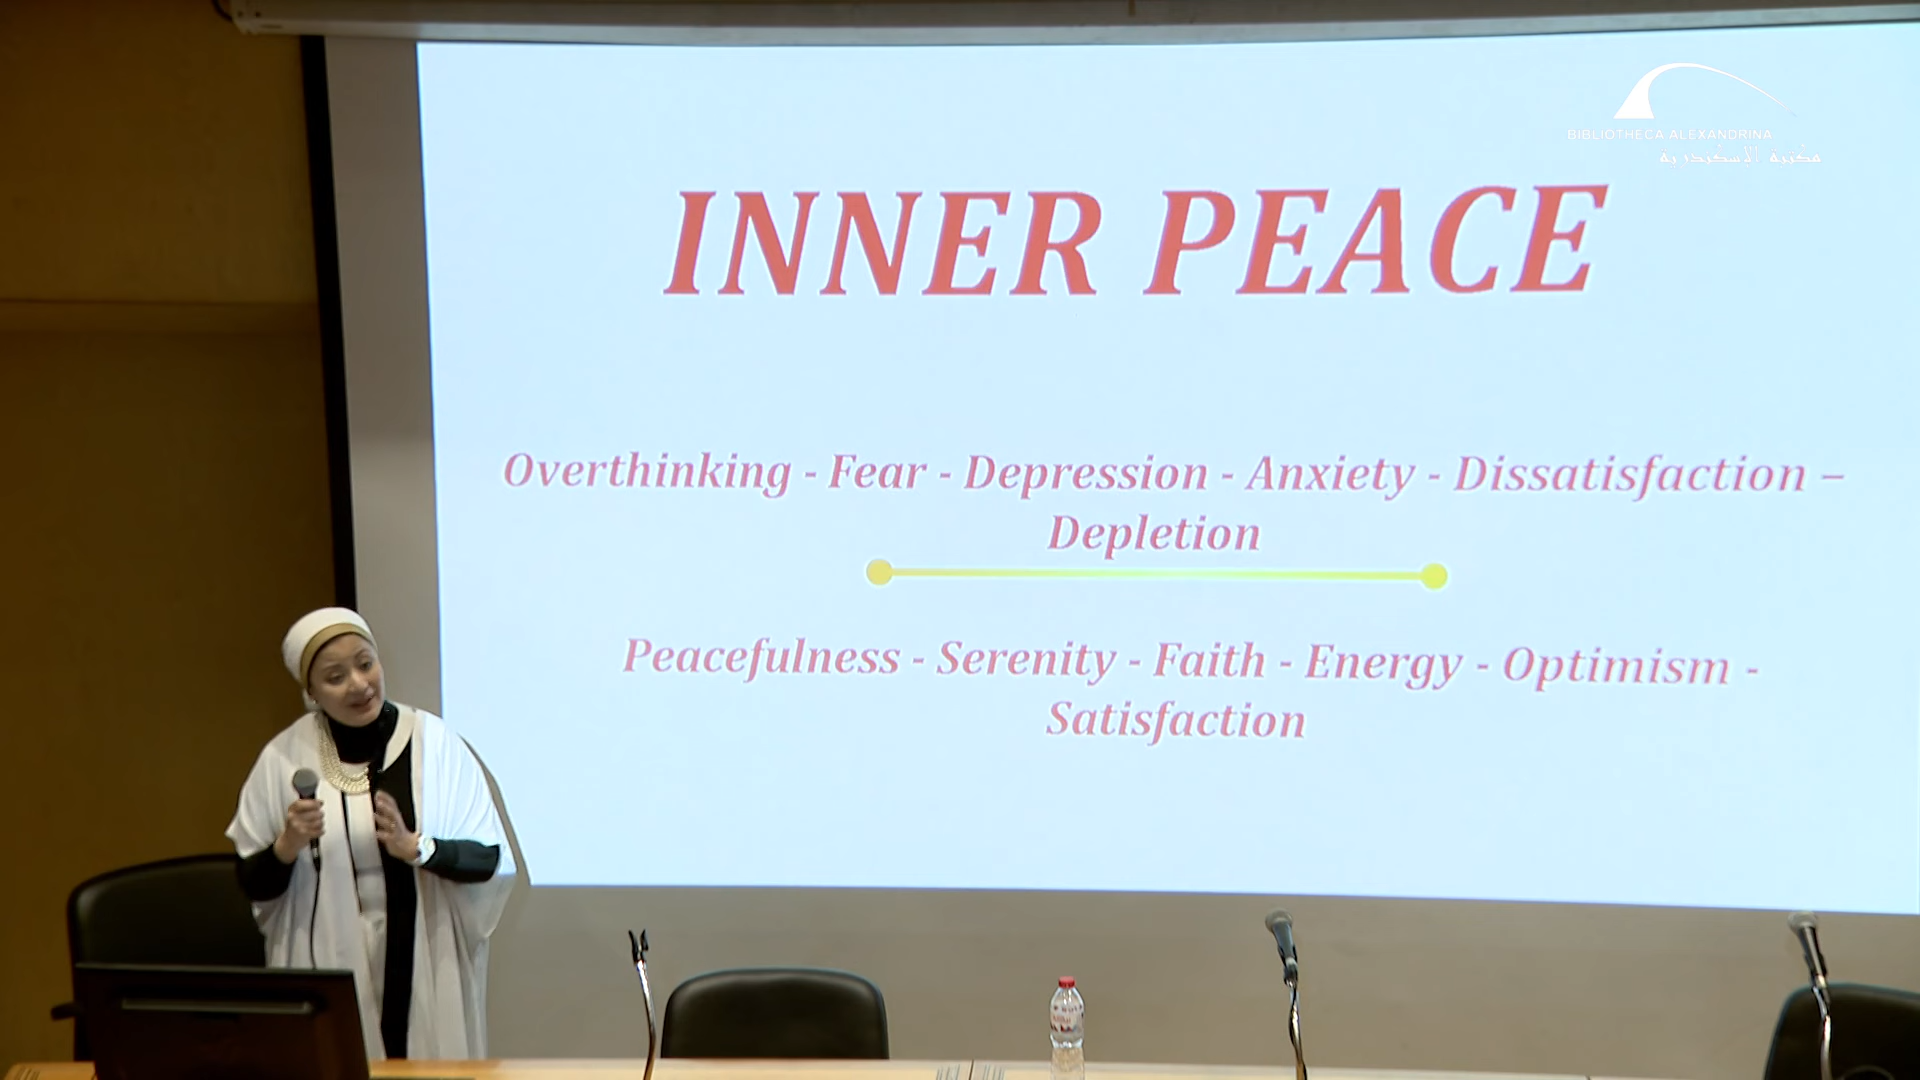 BIBLIOTHECA ALEXANDRINA
مكتبة الإسكندرية
INNER PEACE
Overthinking - Fear - Depression - Anxiety - Dissatisfaction –
Depletion
Peacefulness - Serenity - Faith - Energy - Optimism -
Satisfaction